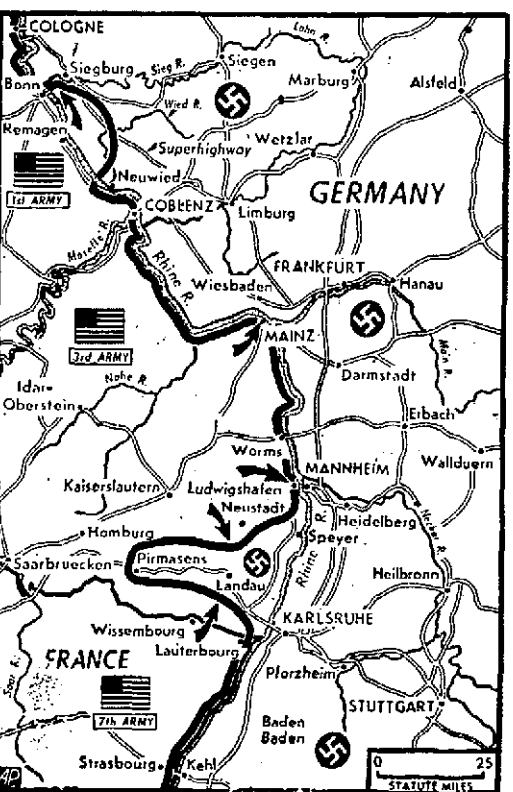 COLOGNE
Siegburg
Sieg R.
Siegen
Lahn R.
Marburg
Alsfeld
Bonn
Wied R.
Remagen
Superhighway
Wetzlar
1st ARMY
Neuwied
GERMANY
COBLENZ
Limburg
Moselle R.
Rhine R.
Wiesbaden
FRANKFURT
Hanau
3rd ARMY
MAINZ
Nahe R.
Darmstadt
Main R.
Idar-
Oberstein
Erbach
Worms
MANNHEIM
Wallduern
Kaiserslautern
Ludwigshafen
Neustadt
Heidelberg
Neckar R.
Homburg
Speyer
Rhine R.
Saarbruecken
Pirmasens
Landau
Heilbronn
Wissembourg
KARLSRUHE
Lauterbourg
FRANCE
Saar R.
Pforzheim
7th ARMY
STUTTGART
Baden
Baden
Strasbourg
Kehl
0 25
STATUTE MILES
AP